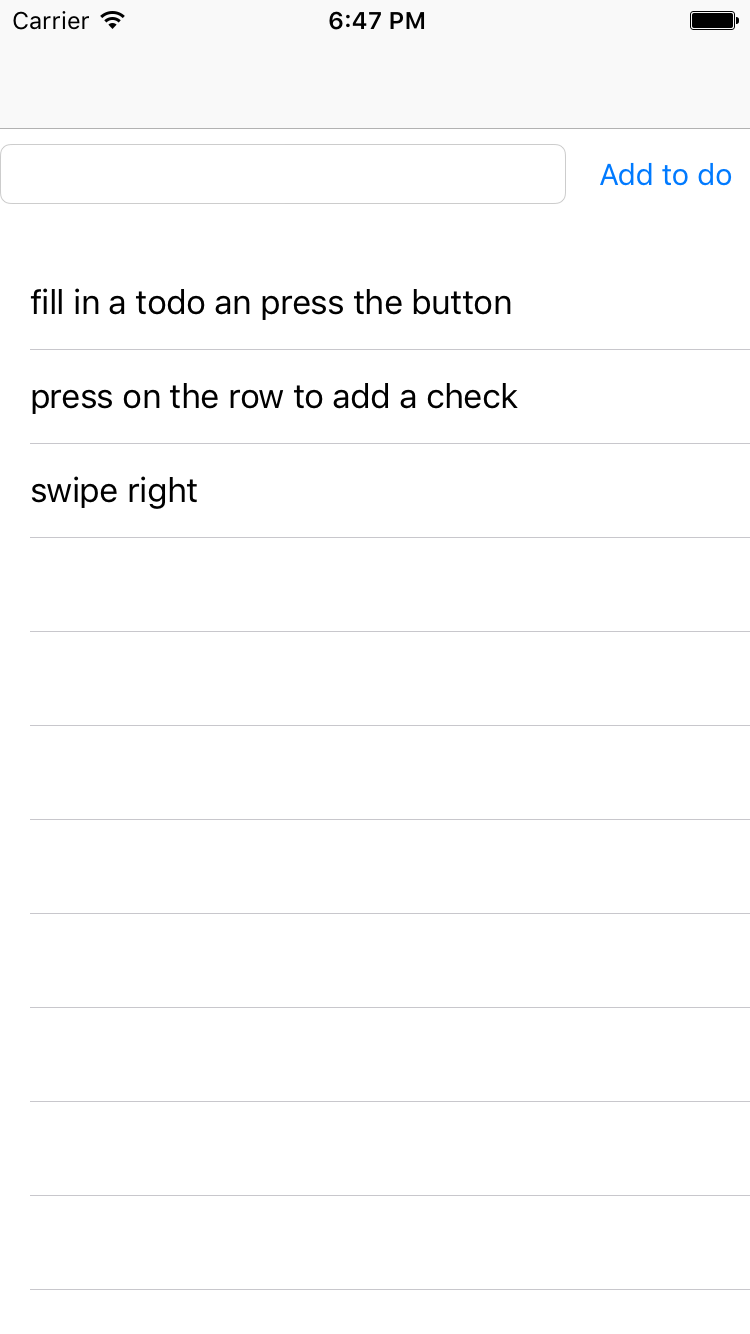 Carrier 6:47 PM
Add to do
fill in a todo an press the button
press on the row to add a check
swipe right